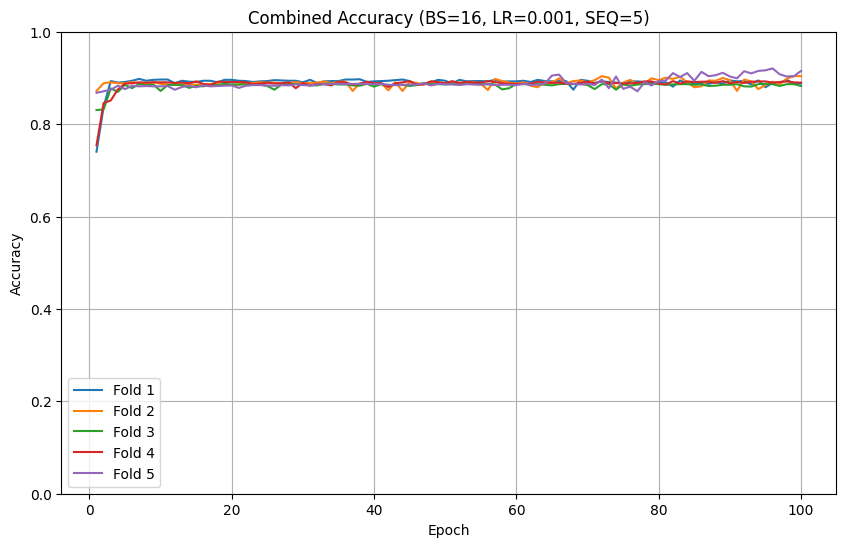 Combined Accuracy (BS=16, LR=0.001, SEQ=5)
1.0
0.8
0.6
0.4
0.2
0.0
Accuracy
Fold 1
Fold 2
Fold 3
Fold 4
Fold 5
0 20 40 60 80 100
Epoch